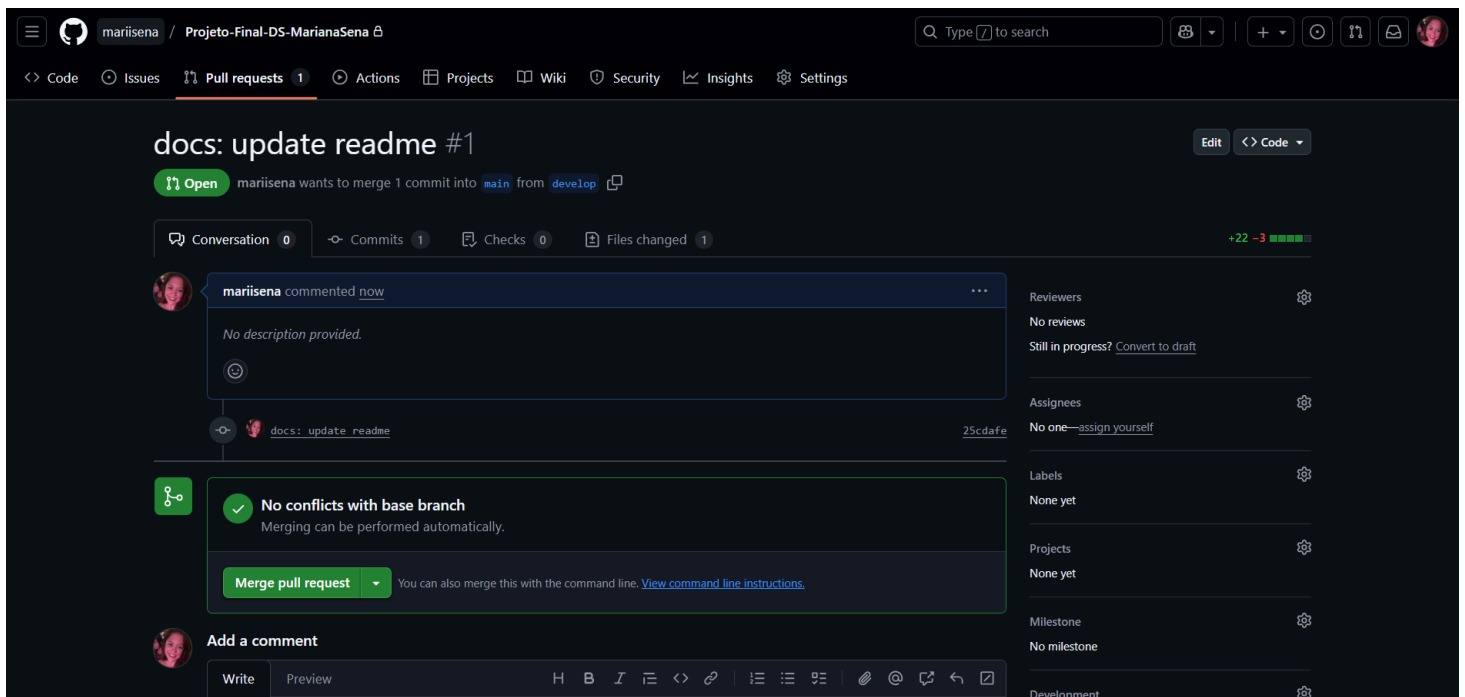 mariisena / Projeto-Final-DS-MarianaSena Type / to search
Code Issues Pull requests 1 Actions Projects Wiki Security Insights Settings
docs: update readme #1
Edit Code
Open mariisena wants to merge 1 commit into main from develop
Conversation 0 Commits 1 Checks 0 Files changed 1 +22 −3
mariisena commented now
No description provided.
docs: update readme 25cdafe
No conflicts with base branch
Merging can be performed automatically.
Merge pull request You can also merge this with the command line. View command line instructions.
Add a comment
Write Preview H B I
Reviewers
No reviews
Still in progress? Convert to draft
Assignees
No one—assign yourself
Labels
None yet
Projects
None yet
Milestone
No milestone
Development